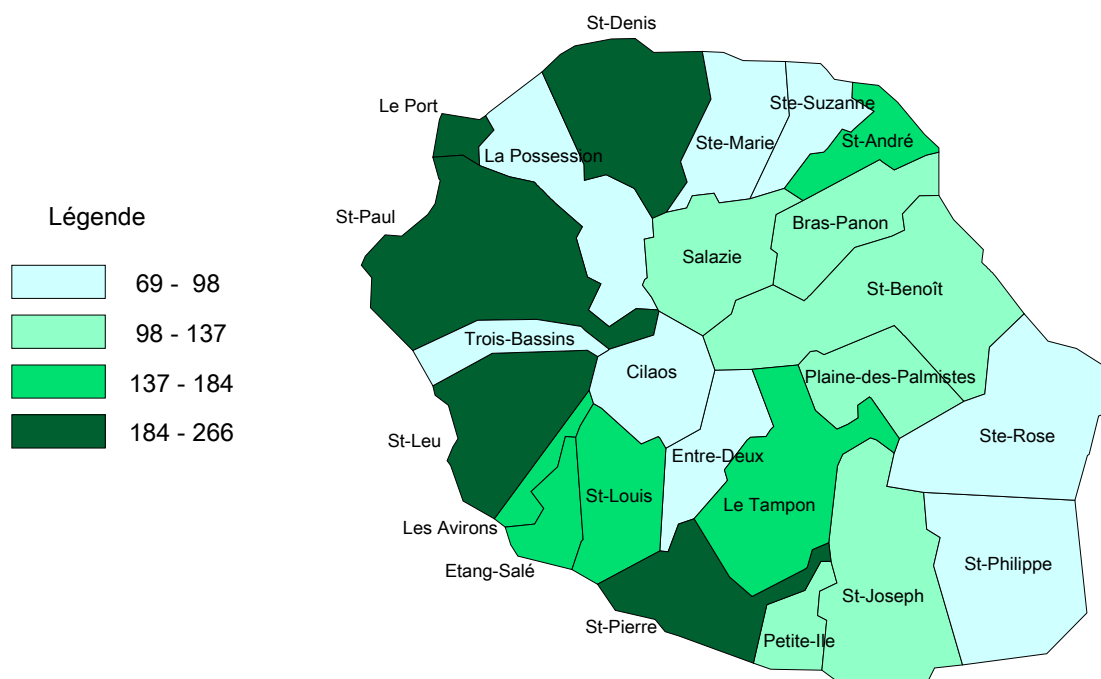 St-Denis
Le Port
Ste-Suzanne
La Possession
Ste-Marie
St-André
Légende
St-Paul
Bras-Panon
Salazie
69 - 98
St-Benoît
98 - 137
Trois-Bassins
Cilaos
Plaine-des-Palmistes
137 - 184
184 - 266
St-Leu
Ste-Rose
Entre-Deux
St-Louis
Le Tampon
Les Avirons
Etang-Salé
St-Philippe
St-Joseph
St-Pierre
Petite-Ile